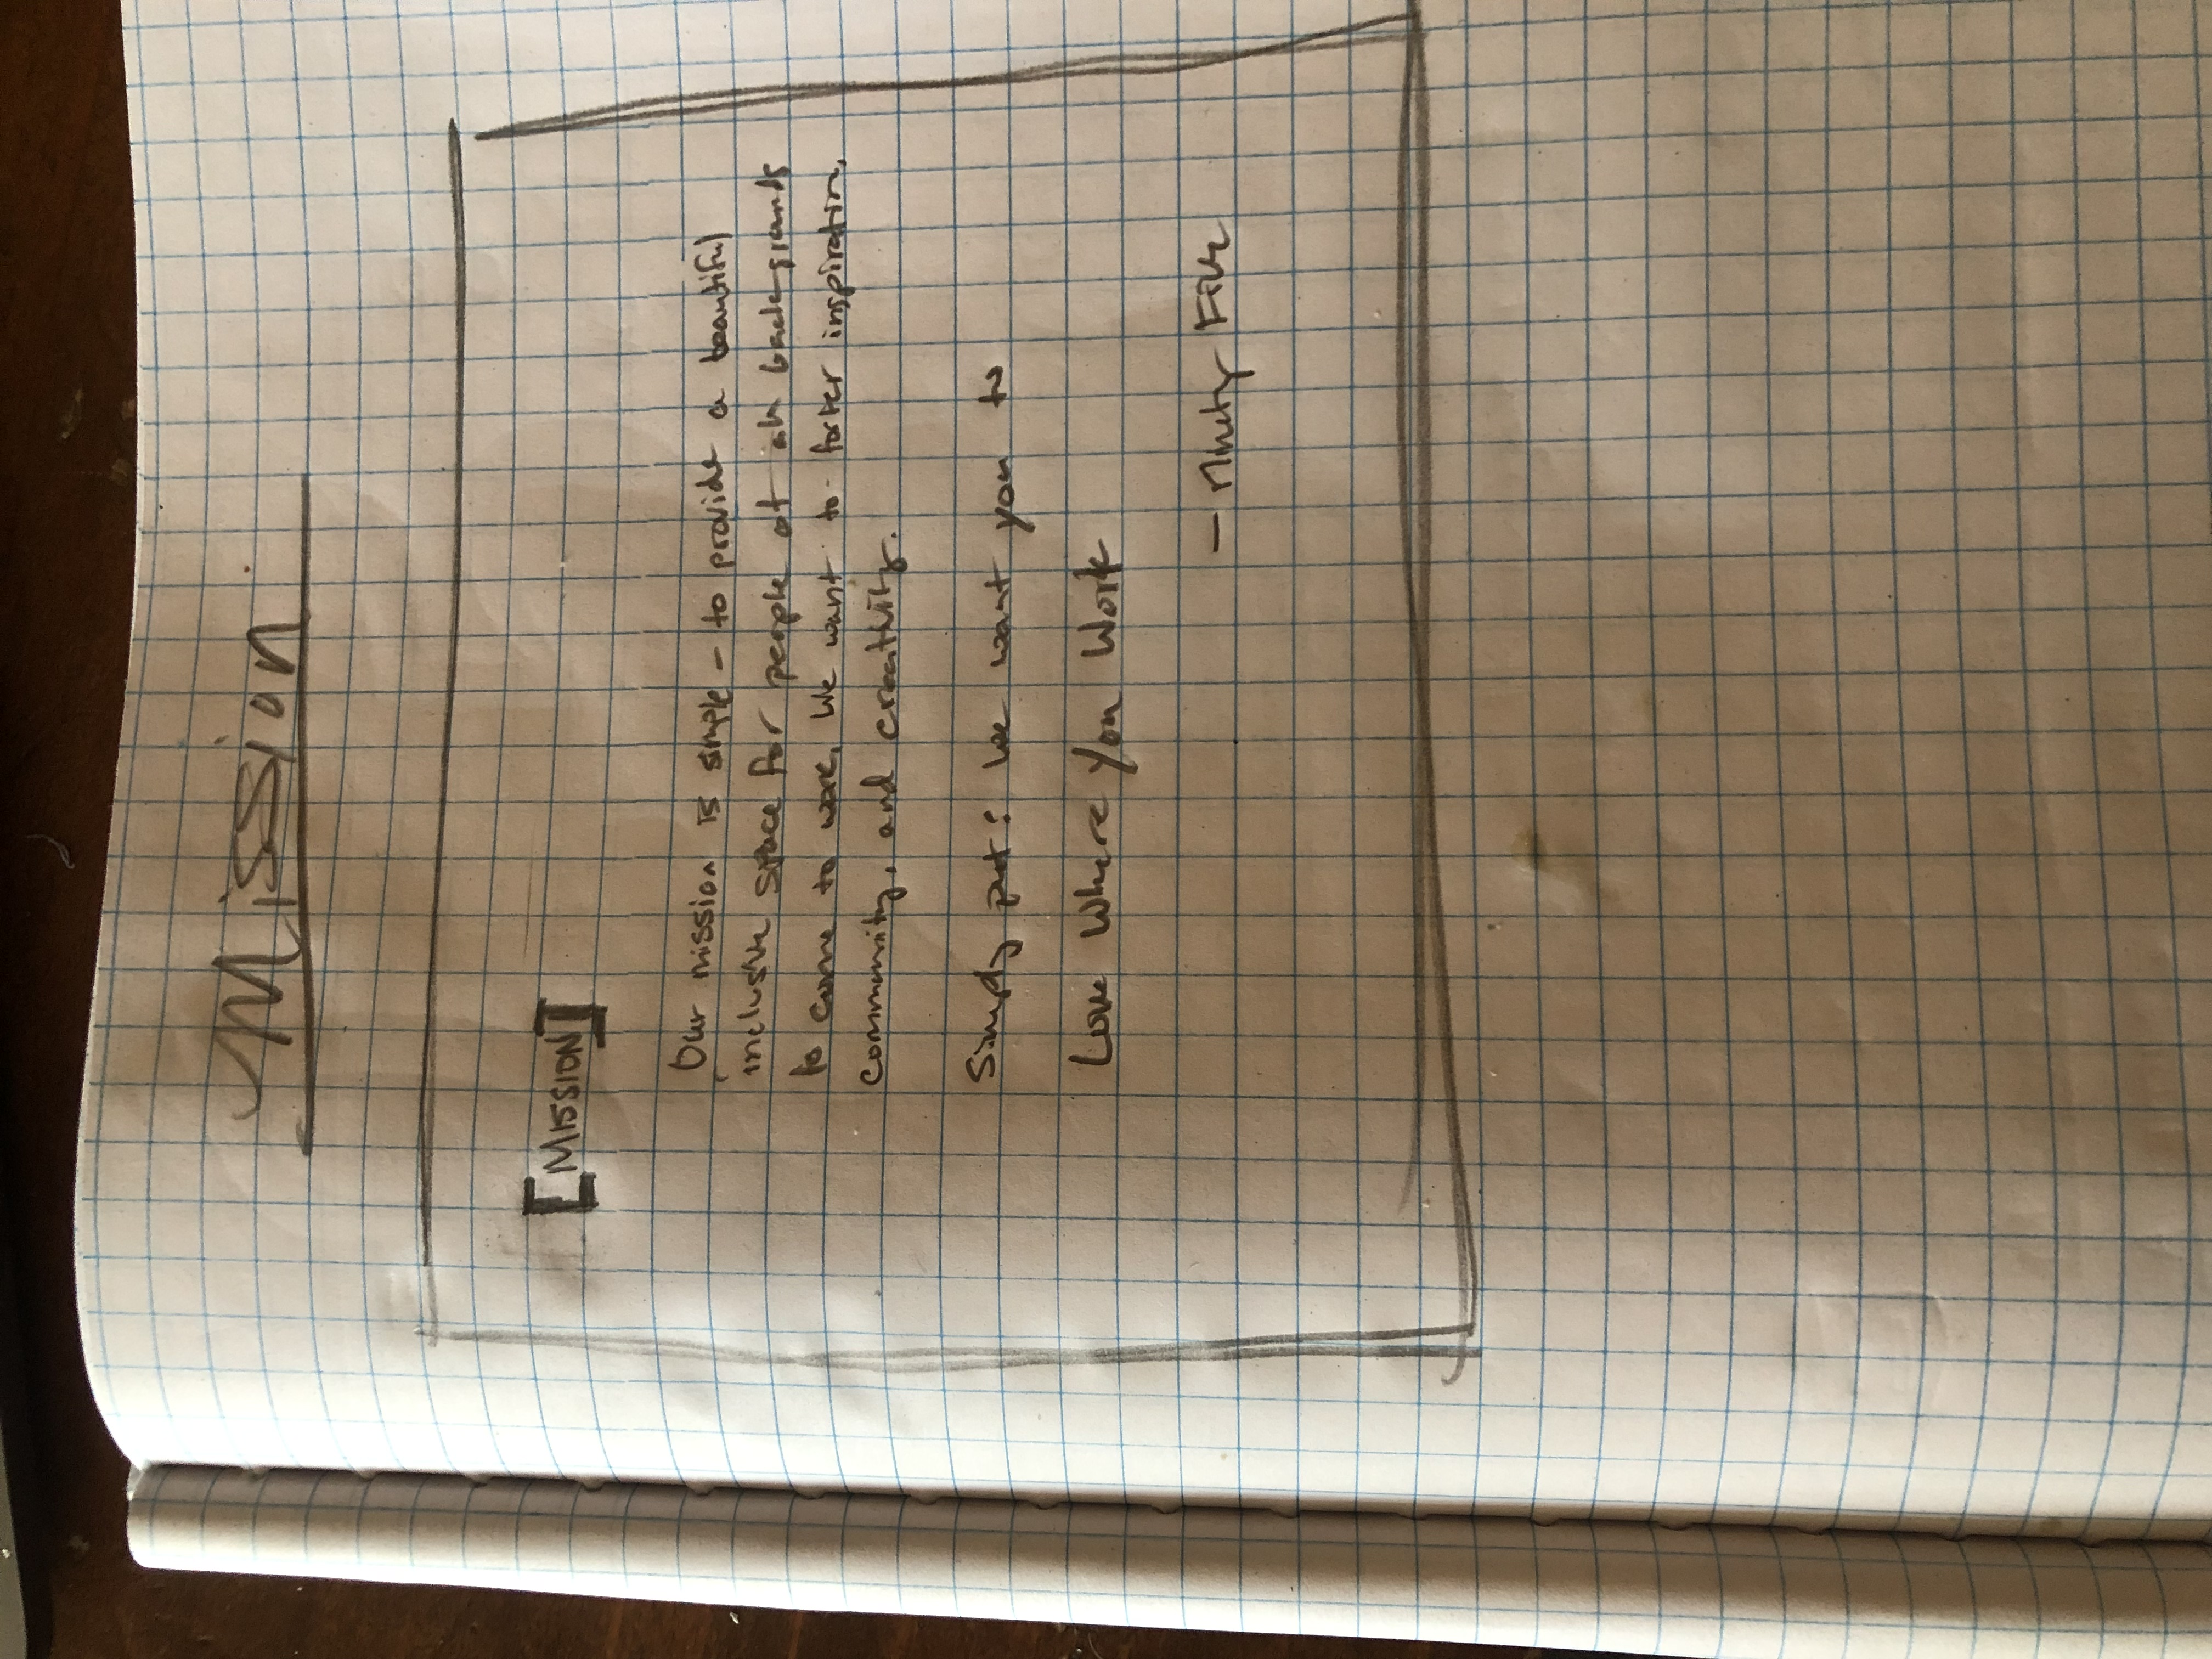 Mission
[MISSION]
Our mission is simple - to provide a beautiful
inclusive space for people of all backgrounds
to come to work. We want to foster inspiration,
community, and creativity.
Simply put: we want you to
Love Where You Work
- Ninety Five